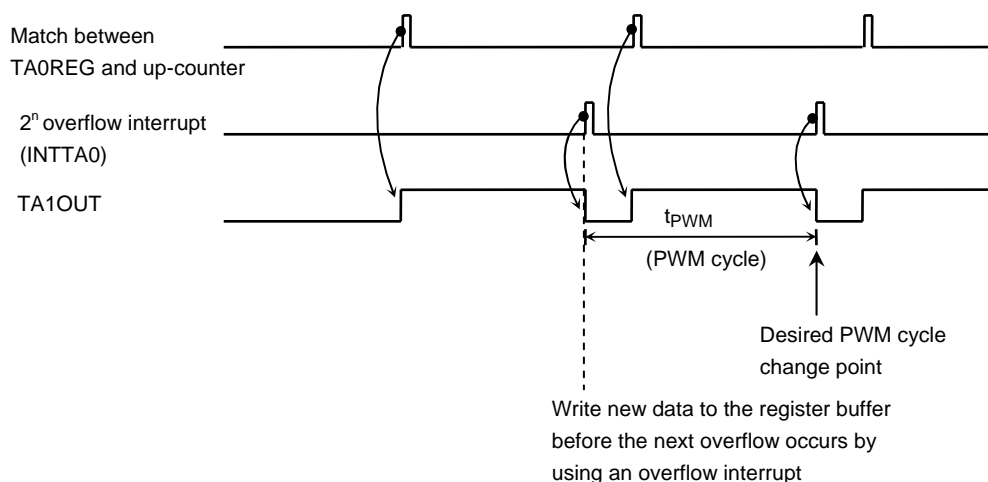 Match between
TA0REG and up-counter
2ⁿ overflow interrupt
(INTTA0)
TA1OUT
tPWM
(PWM cycle)
Desired PWM cycle
change point
Write new data to the register buffer
before the next overflow occurs by
using an overflow interrupt